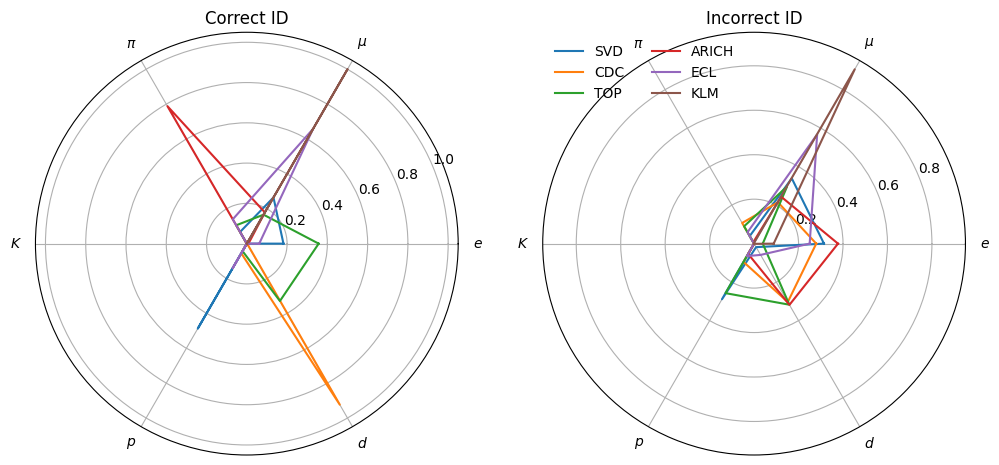 Correct ID
π
μ
K
e
p
d
0.2
0.4
0.6
0.8
1.0
Incorrect ID
π
μ
K
e
p
d
0.2
0.4
0.6
0.8
SVD
CDC
TOP
ARICH
ECL
KLM